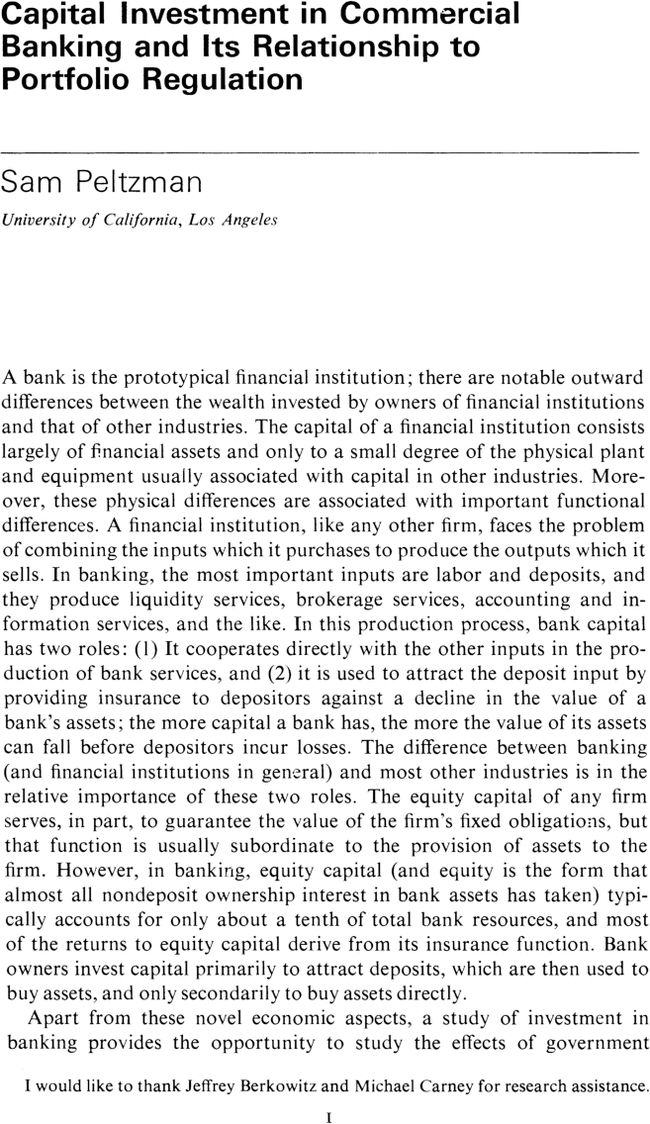 Capital Investment in Commercial
Banking and Its Relationship to
Portfolio Regulation
Sam Peltzman
University of California, Los Angeles
A bank is the prototypical financial institution; there are notable outward
differences between the wealth invested by owners of financial institutions
and that of other industries. The capital of a financial institution consists
largely of financial assets and only to a small degree of the physical plant
and equipment usually associated with capital in other industries. More-
over, these physical differences are associated with important functional
differences. A financial institution, like any other firm, faces the problem
of combining the inputs which it purchases to produce the outputs which it
sells. In banking, the most important inputs are labor and deposits, and
they produce liquidity services, brokerage services, accounting and in-
formation services, and the like. In this production process, bank capital
has two roles: (1) It cooperates directly with the other inputs in the pro-
duction of bank services, and (2) it is used to attract the deposit input by
providing insurance to depositors against a decline in the value of a
bank's assets; the more capital a bank has, the more the value of its assets
can fall before depositors incur losses. The difference between banking
(and financial institutions in general) and most other industries is in the
relative importance of these two roles. The equity capital of any firm
serves, in part, to guarantee the value of the firm's fixed obligations, but
that function is usually subordinate to the provision of assets to the
firm. However, in banking, equity capital (and equity is the form that
almost all nondeposit ownership interest in bank assets has taken) typi-
cally accounts for only about a tenth of total bank resources, and most
of the returns to equity capital derive from its insurance function. Bank
owners invest capital primarily to attract deposits, which are then used to
buy assets, and only secondarily to buy assets directly.
Apart from these novel economic aspects, a study of investment in
banking provides the opportunity to study the effects of government
I would like to thank Jeffrey Berkowitz and Michael Carney for research assistance.
I